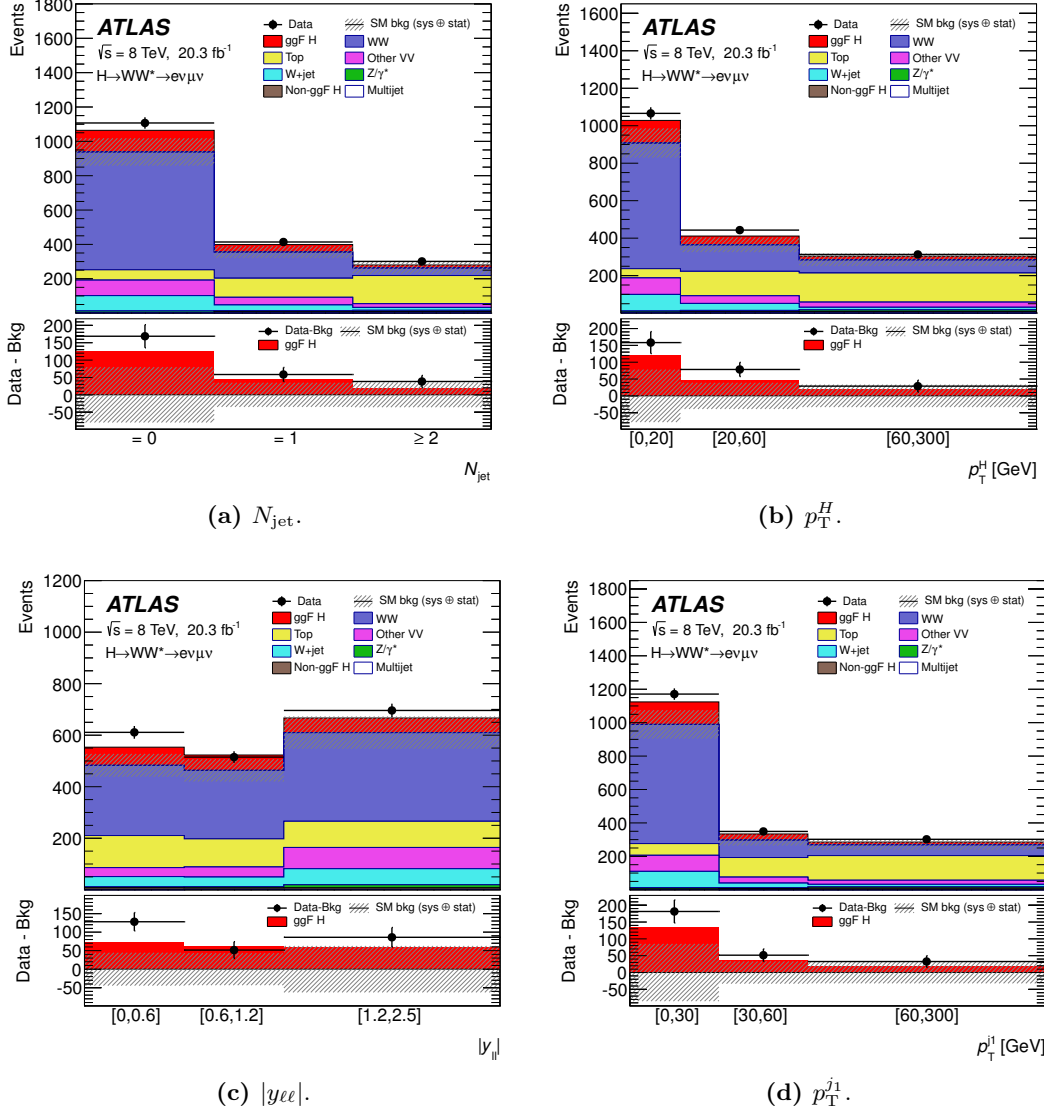 Events
1800
1600
1400
1200
1000
800
600
400
200
ATLAS
√s = 8 TeV, 20.3 fb⁻¹
H→WW*→eνμν
Data SM bkg (sys ⊕ stat)
ggF H WW
Top Other VV
W+jet Z/γ*
Non-ggF H Multijet
Data - Bkg
200
150
100
50
0
-50
Data-Bkg SM bkg (sys ⊕ stat)
ggF H
= 0 = 1 ≥ 2
N_jet
(a) N_jet.
Events
1600
1400
1200
1000
800
600
400
200
ATLAS
√s = 8 TeV, 20.3 fb⁻¹
H→WW*→eνμν
Data SM bkg (sys ⊕ stat)
ggF H WW
Top Other VV
W+jet Z/γ*
Non-ggF H Multijet
Data - Bkg
200
150
100
50
0
-50
Data-Bkg SM bkg (sys ⊕ stat)
ggF H
[0,20] [20,60] [60,300]
p_T^H [GeV]
(b) p_T^H.
Events
1200
1000
800
600
400
200
ATLAS
√s = 8 TeV, 20.3 fb⁻¹
H→WW*→eνμν
Data SM bkg (sys ⊕ stat)
ggF H WW
Top Other VV
W+jet Z/γ*
Non-ggF H Multijet
Data - Bkg
150
100
50
0
-50
Data-Bkg SM bkg (sys ⊕ stat)
ggF H
[0,0.6] [0.6,1.2] [1.2,2.5]
|y_ll|
(c) |y_ℓℓ|.
Events
1800
1600
1400
1200
1000
800
600
400
200
ATLAS
√s = 8 TeV, 20.3 fb⁻¹
H→WW*→eνμν
Data SM bkg (sys ⊕ stat)
ggF H WW
Top Other VV
W+jet Z/γ*
Non-ggF H Multijet
Data - Bkg
200
150
100
50
0
-50
Data-Bkg SM bkg (sys ⊕ stat)
ggF H
[0,30] [30,60] [60,300]
p_T^j1 [GeV]
(d) p_T^j₁.